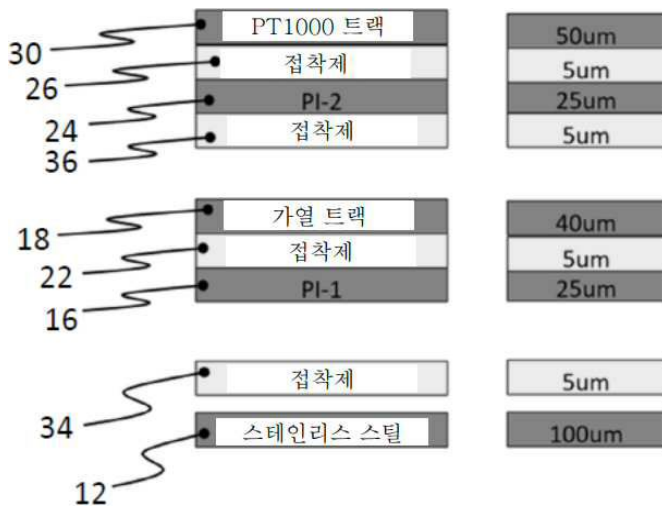 PT1000 트랙 50um
30
접착제 5um
26
PI-2 25um
24
접착제 5um
36
가열 트랙 40um
18
접착제 5um
22
PI-1 25um
16
접착제 5um
34
스테인리스 스틸 100um
12